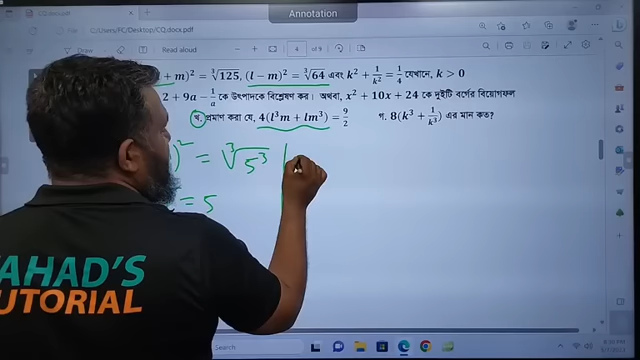 Annotation
CQ.docx.pdf
C:/Users/FC/Desktop/CQ.docx.pdf
Draw
Read aloud
4
of 9
+ m)² = ∛125, (l − m)² = ∛64 এবং k² + 1/k² = 1/4 যেখানে, k > 0
2 + 9a − 1/a কে উৎপাদকে বিশ্লেষণ কর। অথবা, x² + 10x + 24 কে দুইটি বর্গের বিয়োগফল
খ. প্রমাণ করা যে, 4(l³m + lm³) = 9/2
গ. 8(k³ + 1/k³) এর মান কত?
)² = ∛5³
= 5
AHAD'S
UTORIAL
Search